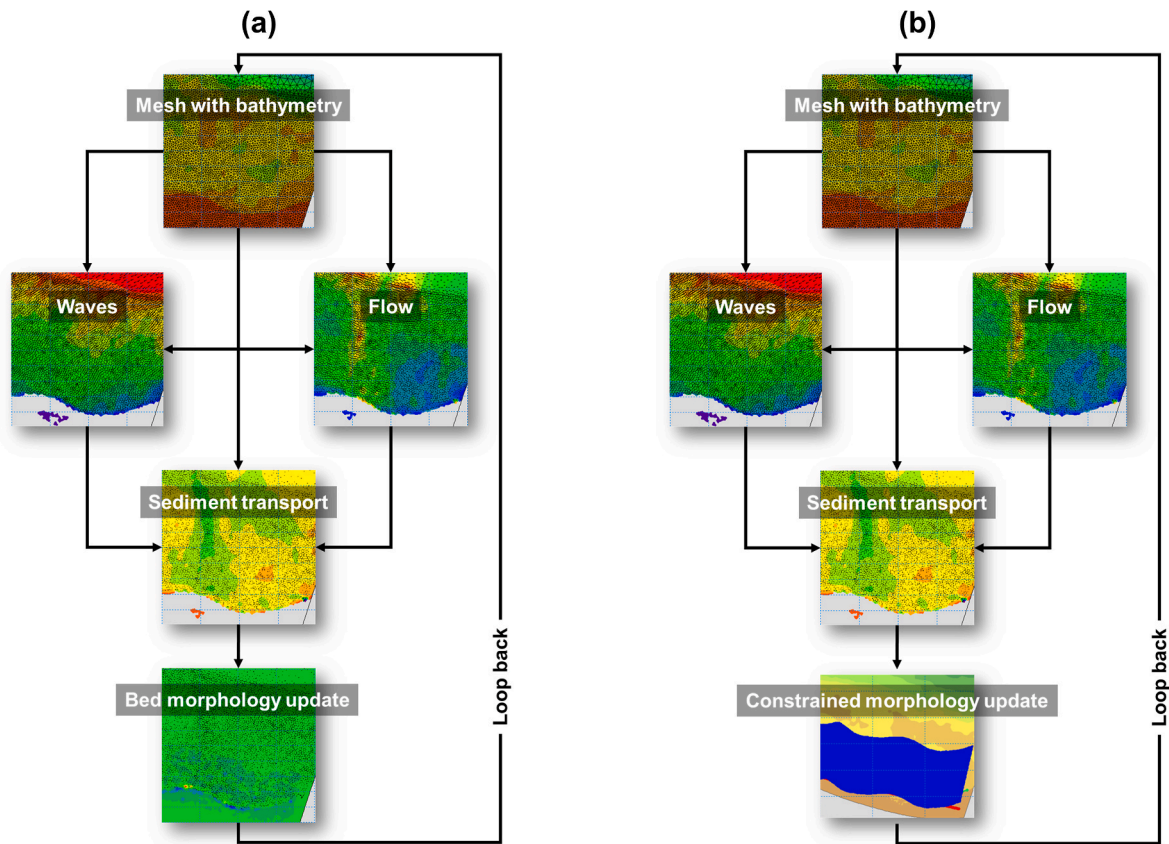 (a)
Mesh with bathymetry
Waves
Flow
Sediment transport
Bed morphology update
Loop back
(b)
Mesh with bathymetry
Waves
Flow
Sediment transport
Constrained morphology update
Loop back